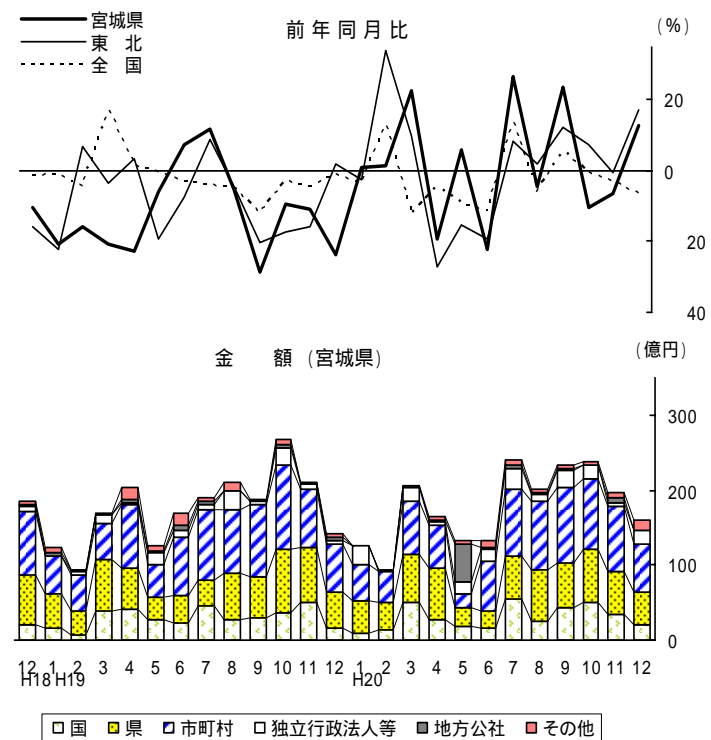 宮城県
東 北
全 国
前年同月比
(%)
20
0
20
40
金 額 (宮城県)
(億円)
300
200
100
0
12 1 2 3 4 5 6 7 8 9 10 11 12 1 2 3 4 5 6 7 8 9 10 11 12
H18 H19 H20
国 県 市町村 独立行政法人等 地方公社 その他